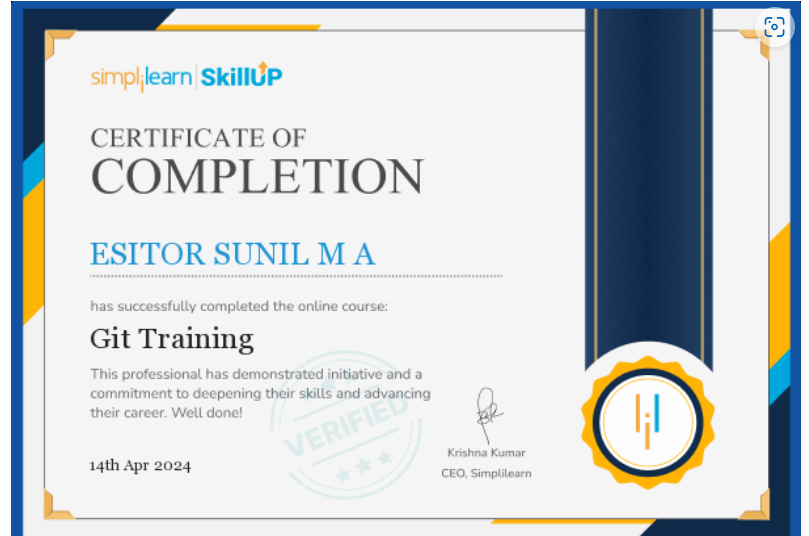 simplilearn | SkillUP
CERTIFICATE OF
COMPLETION
ESITOR SUNIL M A
has successfully completed the online course:
Git Training
This professional has demonstrated initiative and a
commitment to deepening their skills and advancing
their career. Well done!
VERIFIED
14th Apr 2024
Krishna Kumar
CEO, Simplilearn